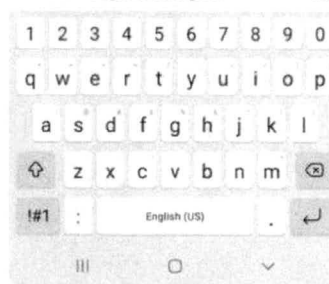 1 2 3 4 5 6 7 8 9 0
q w e r t y u i o p
a s d f g h j k l
z x c v b n m
!#1 : English (US) .